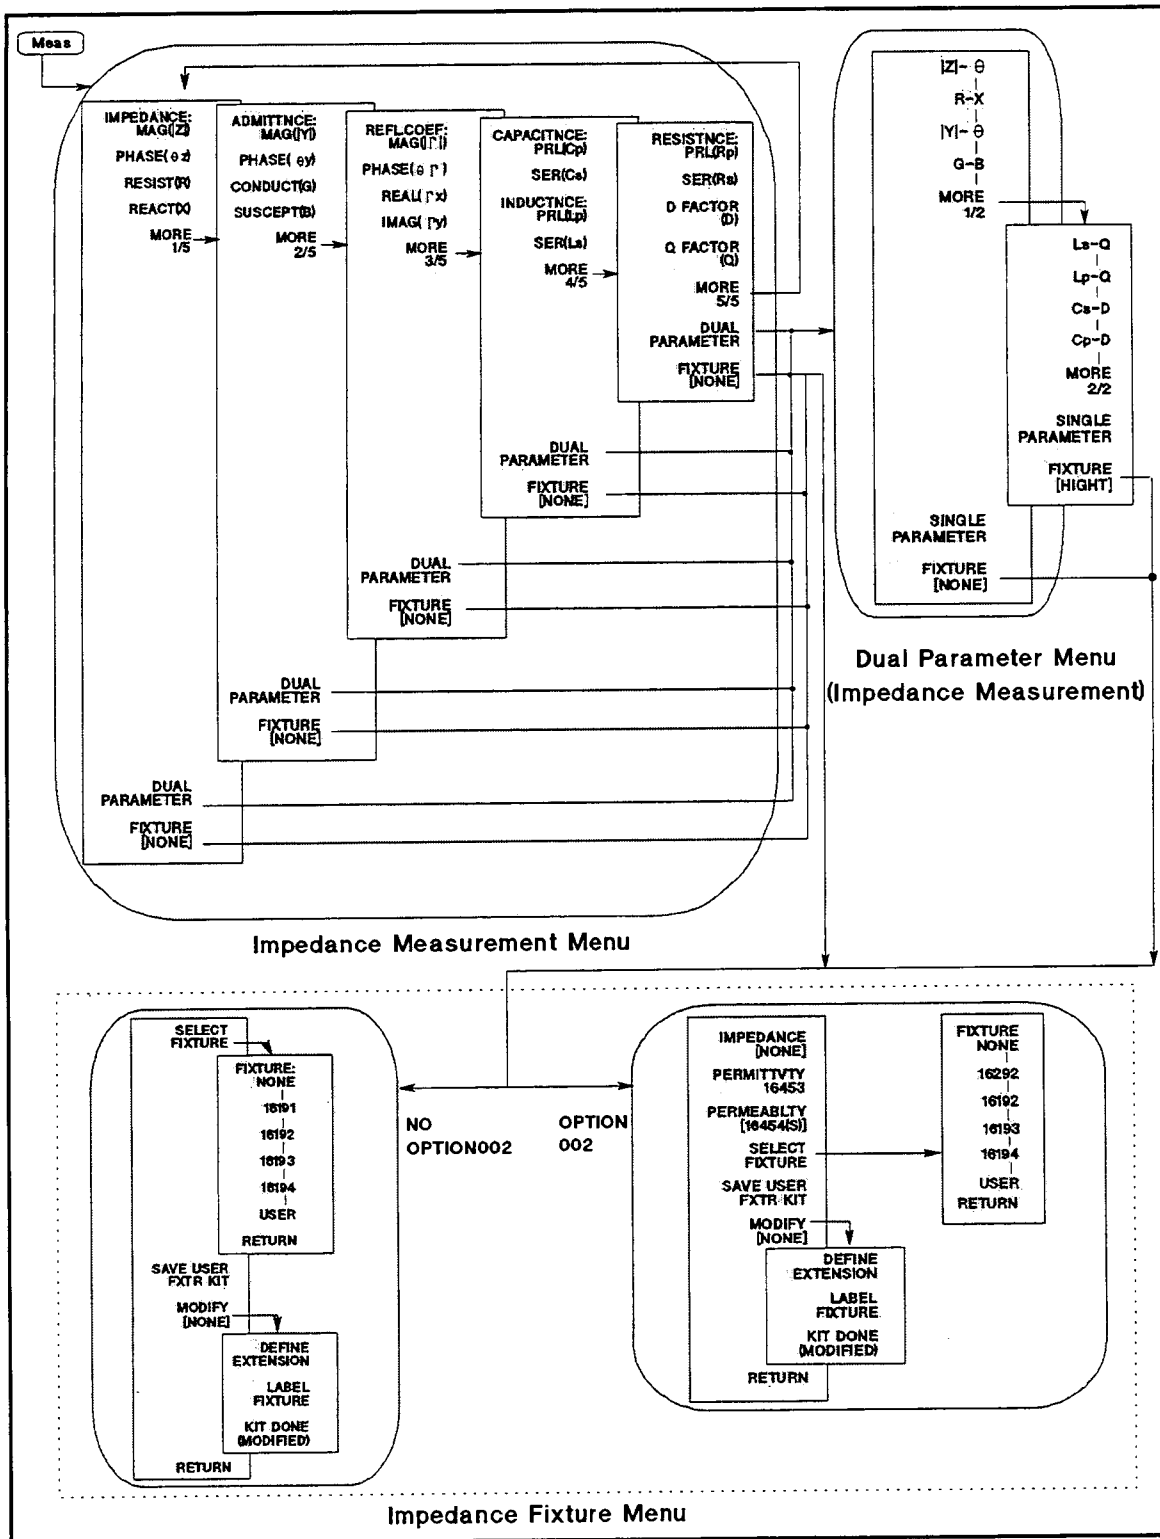 Meas
IMPEDANCE:
MAG(|Z|)
PHASE(θz)
RESIST(R)
REACT(X)
MORE
1/5
DUAL
PARAMETER
FIXTURE
[NONE]
ADMITTNCE:
MAG(|Y|)
PHASE(θy)
CONDUCT(G)
SUSCEPT(B)
MORE
2/5
DUAL
PARAMETER
FIXTURE
[NONE]
REFL.COEF:
MAG(|Γ|)
PHASE(θ Γ)
REAL(Γx)
IMAG(Γy)
MORE
3/5
DUAL
PARAMETER
FIXTURE
[NONE]
CAPACITNCE:
PRL(Cp)
SER(Cs)
INDUCTNCE:
PRL(Lp)
SER(Ls)
MORE
4/5
DUAL
PARAMETER
FIXTURE
[NONE]
RESISTNCE:
PRL(Rp)
SER(Rs)
D FACTOR
(D)
Q FACTOR
(Q)
MORE
5/5
DUAL
PARAMETER
FIXTURE
[NONE]
Impedance Measurement Menu
|Z|-θ
R-X
|Y|-θ
G-B
MORE
1/2
SINGLE
PARAMETER
FIXTURE
[NONE]
Ls-Q
Lp-Q
Cs-D
Cp-D
MORE
2/2
SINGLE
PARAMETER
FIXTURE
[HIGHT]
Dual Parameter Menu
(Impedance Measurement)
SELECT
FIXTURE
FIXTURE:
NONE
16191
16192
16193
16194
USER
RETURN
SAVE USER
FXTR KIT
MODIFY
[NONE]
DEFINE
EXTENSION
LABEL
FIXTURE
KIT DONE
(MODIFIED)
RETURN
NO
OPTION002
OPTION
002
IMPEDANCE
[NONE]
PERMITTVTY
16453
PERMEABLTY
[16454(S)]
SELECT
FIXTURE
SAVE USER
FXTR KIT
MODIFY
[NONE]
DEFINE
EXTENSION
LABEL
FIXTURE
KIT DONE
(MODIFIED)
RETURN
FIXTURE
NONE
16292
16192
16193
16194
USER
RETURN
Impedance Fixture Menu